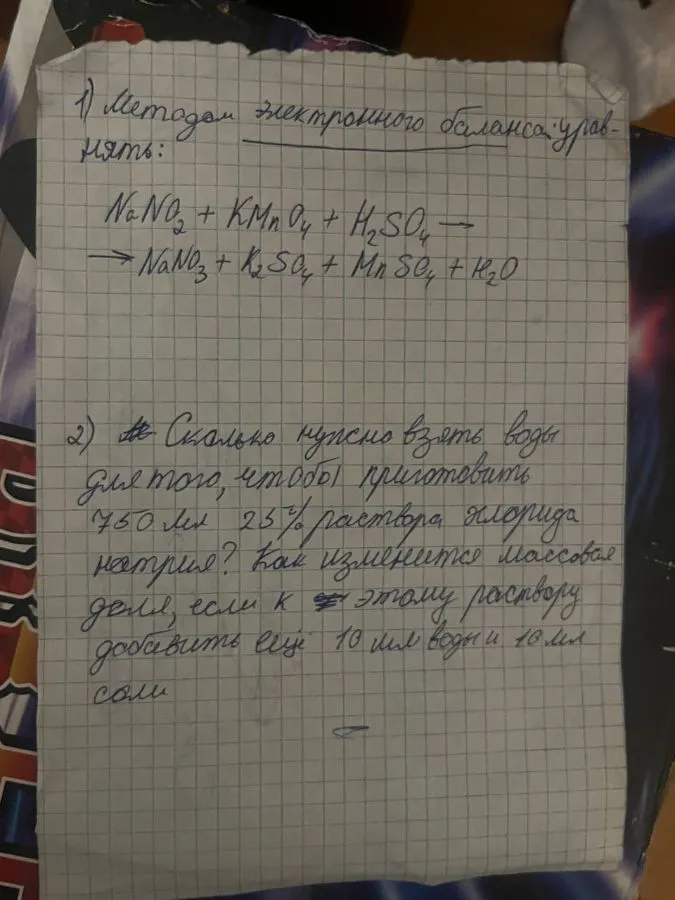 1) Методом электронного баланса: урав-
нять:
NaNO₂ + KMnO₄ + H₂SO₄ →
→ NaNO₃ + K₂SO₄ + MnSO₄ + H₂O
2) Сколько нужно взять воды
для того, чтобы приготовить
750 мл 25% раствора хлорида
натрия? Как изменится массовая
доля, если к этому раствору
добавить ещё 10 мл воды и 10 мл
соли